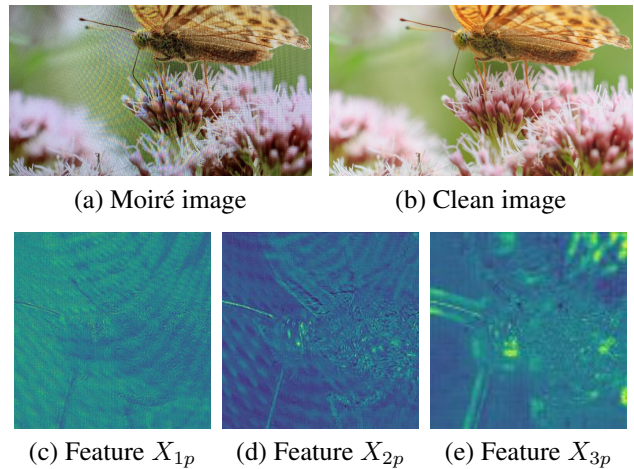 (a) Moiré image
(b) Clean image
(c) Feature X1p
(d) Feature X2p
(e) Feature X3p